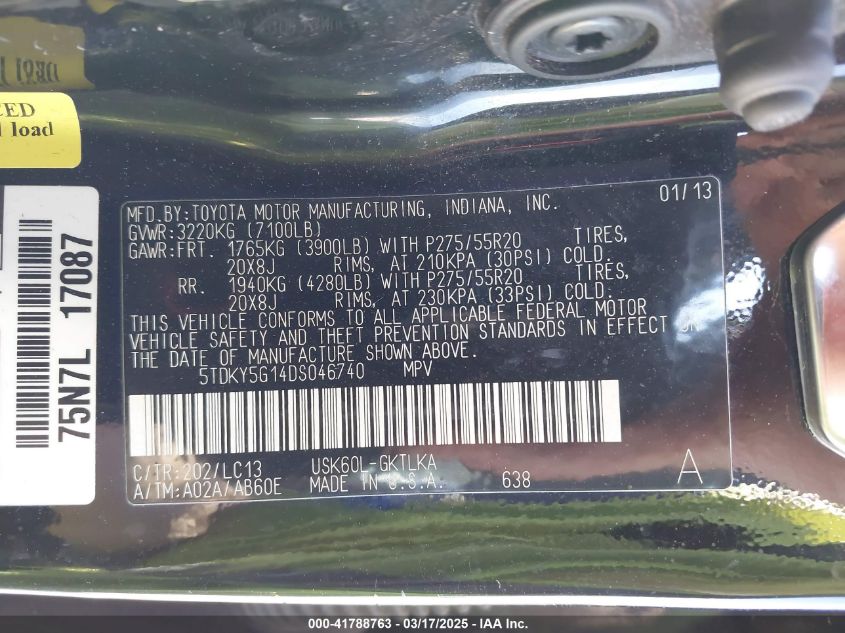 EED
l load
75N7L 17087
MFD.BY:TOYOTA MOTOR MANUFACTURING, INDIANA, INC. 01/13
GVWR:3220KG (7100LB)
GAWR:FRT. 1765KG (3900LB) WITH P275/55R20 TIRES,
20X8J RIMS, AT 210KPA (30PSI) COLD.
RR. 1940KG (4280LB) WITH P275/55R20 TIRES,
20X8J RIMS, AT 230KPA (33PSI) COLD.
THIS VEHICLE CONFORMS TO ALL APPLICABLE FEDERAL MOTOR
VEHICLE SAFETY AND THEFT PREVENTION STANDARDS IN EFFECT ON
THE DATE OF MANUFACTURE SHOWN ABOVE.
5TDKY5G14DS046740 MPV
C/TR:202/LC13 USK60L-GKTLKA A
A/TM:A02A/AB60E MADE IN U.S.A. 638
000-41788763 — 03/17/2025 — IAA, Inc.